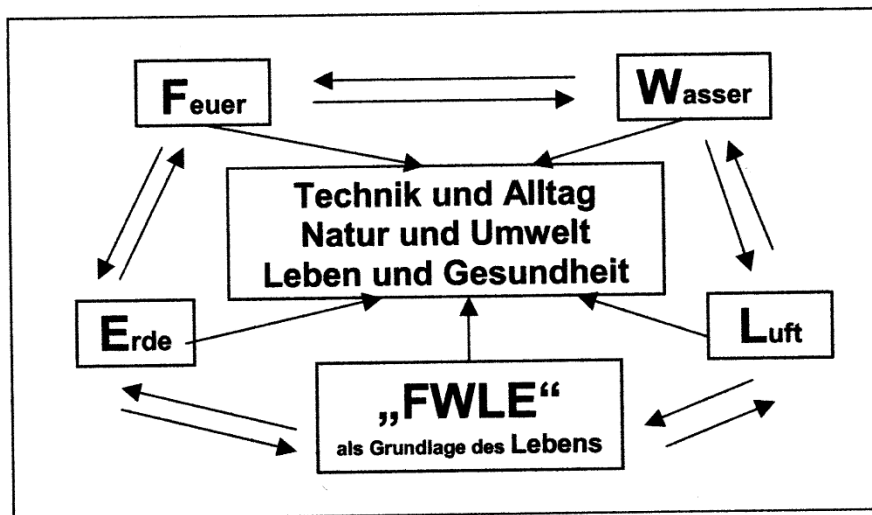 Feuer
Wasser
Technik und Alltag
Natur und Umwelt
Leben und Gesundheit
Erde
Luft
„FWLE“
als Grundlage des Lebens